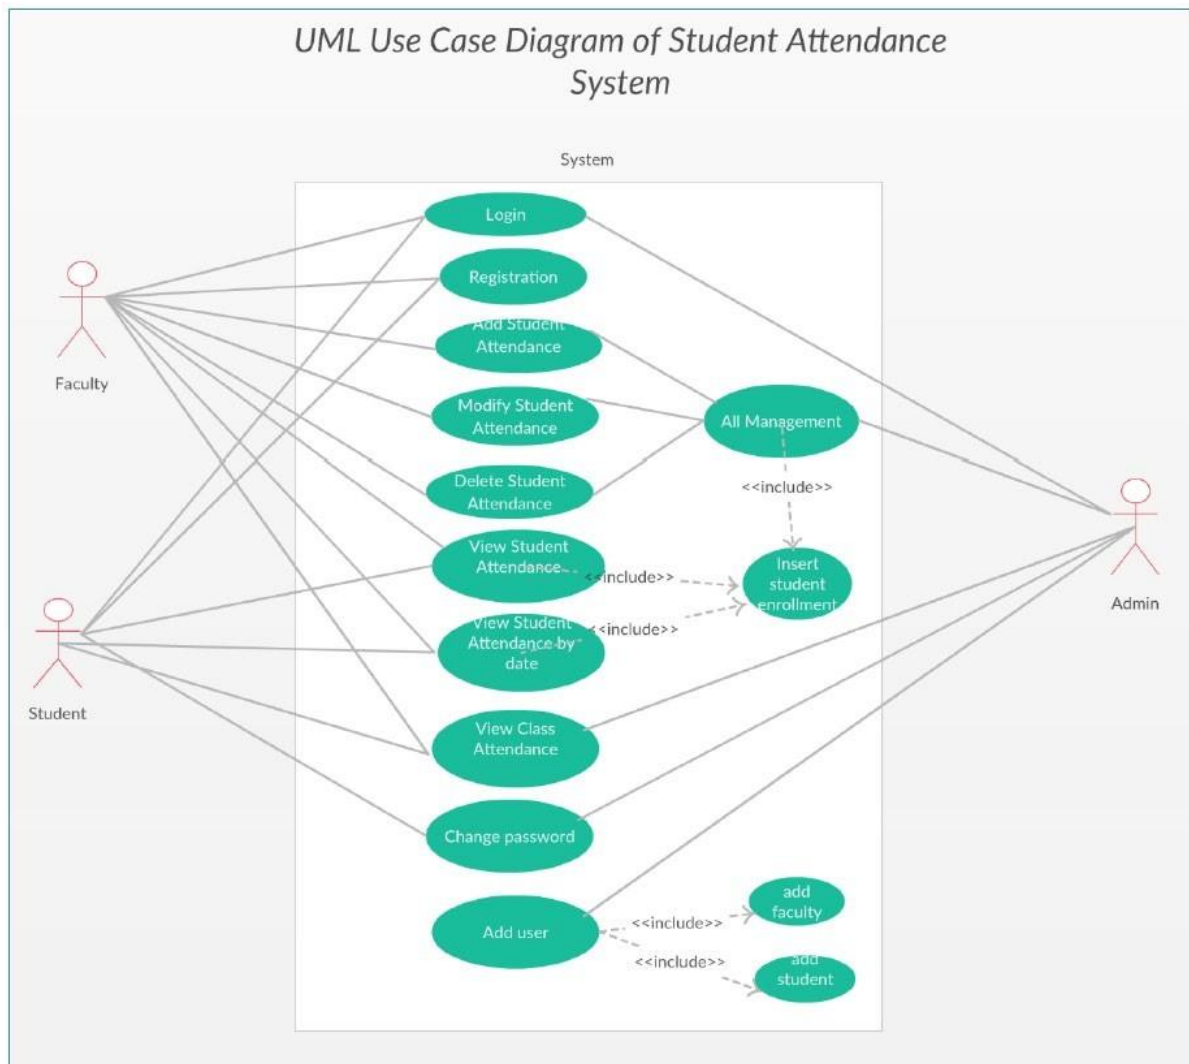 UML Use Case Diagram of Student Attendance
System
System
Login
Registration
Add Student
Attendance
Modify Student
Attendance
All Management
Delete Student
Attendance
<<include>>
View Student
Attendance
<<include>>
Insert
student
enrollment
View Student
Attendance by
date
<<include>>
View Class
Attendance
Change password
Add user
<<include>>
add
faculty
<<include>>
add
student
Faculty
Student
Admin